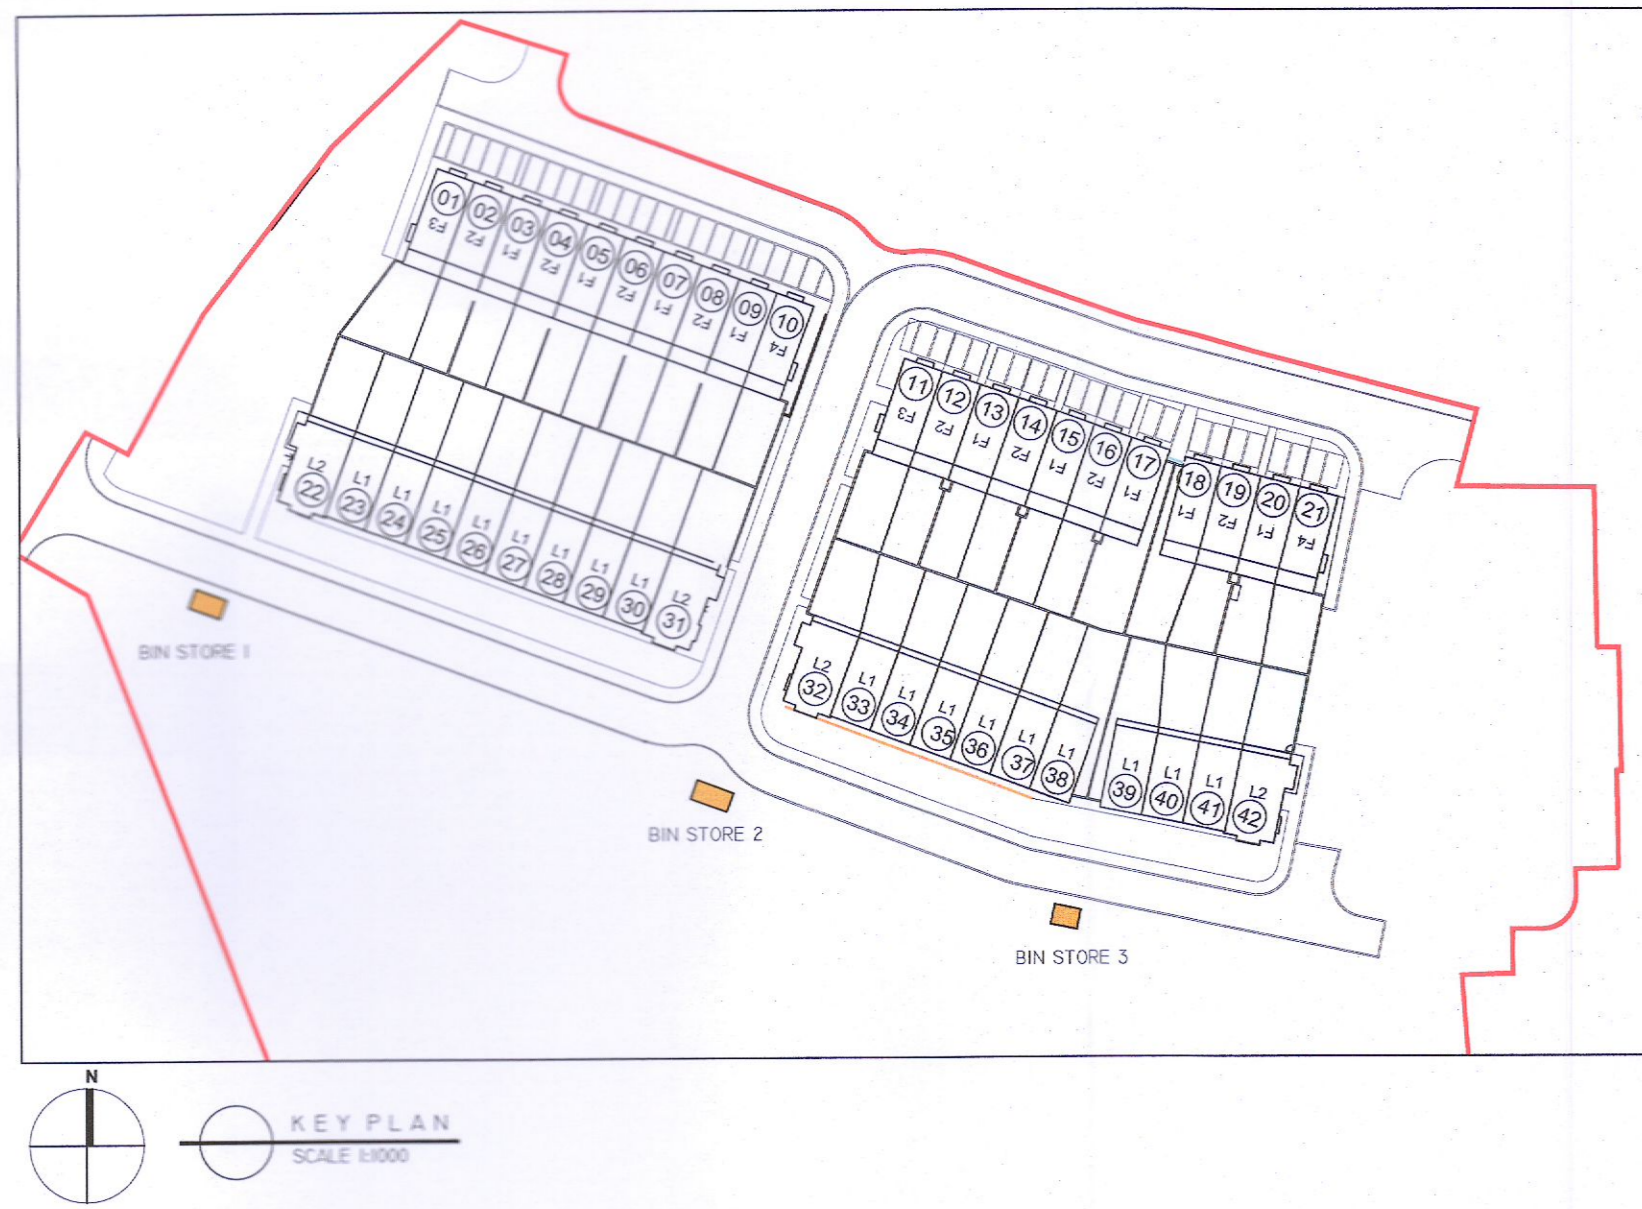 01 02 03 04 05 06 07 08 09 10
F3 F2 F1 F2 F1 F2 F1 F2 F1 F4
11 12 13 14 15 16 17
F3 F2 F1 F2 F1 F2 F1
18 19 20 21
F1 F2 F1 F4
L2 L1 L1 L1 L1 L1 L1 L1 L1 L2
22 23 24 25 26 27 28 29 30 31
L2 L1 L1 L1 L1 L1 L1
32 33 34 35 36 37 38
L1 L1 L1 L2
39 40 41 42
BIN STORE 1
BIN STORE 2
BIN STORE 3
N
KEY PLAN
SCALE 1:1000